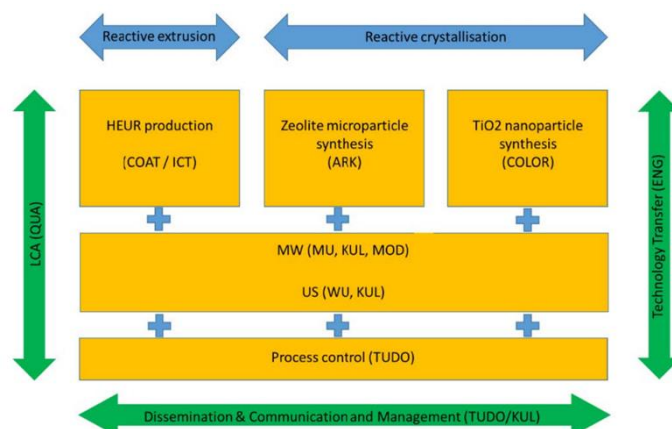 Reactive extrusion
Reactive crystallisation
LCA (QUA)
HEUR production
(COAT / ICT)
Zeolite microparticle
synthesis
(ARK)
TiO2 nanoparticle
synthesis
(COLOR)
Technology Transfer (ENG)
MW (MU, KUL, MOD)
US (WU, KUL)
Process control (TUDO)
Dissemination & Communication and Management (TUDO/KUL)